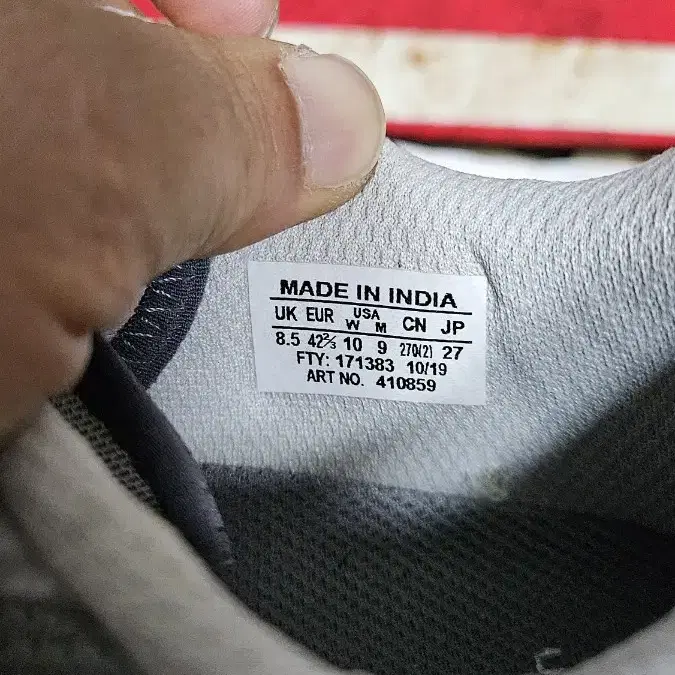 MADE IN INDIA
UK EUR USA W M CN JP
8.5 42⅔ 10 9 270(2) 27
FTY: 171383 10/19
ART NO. 410859